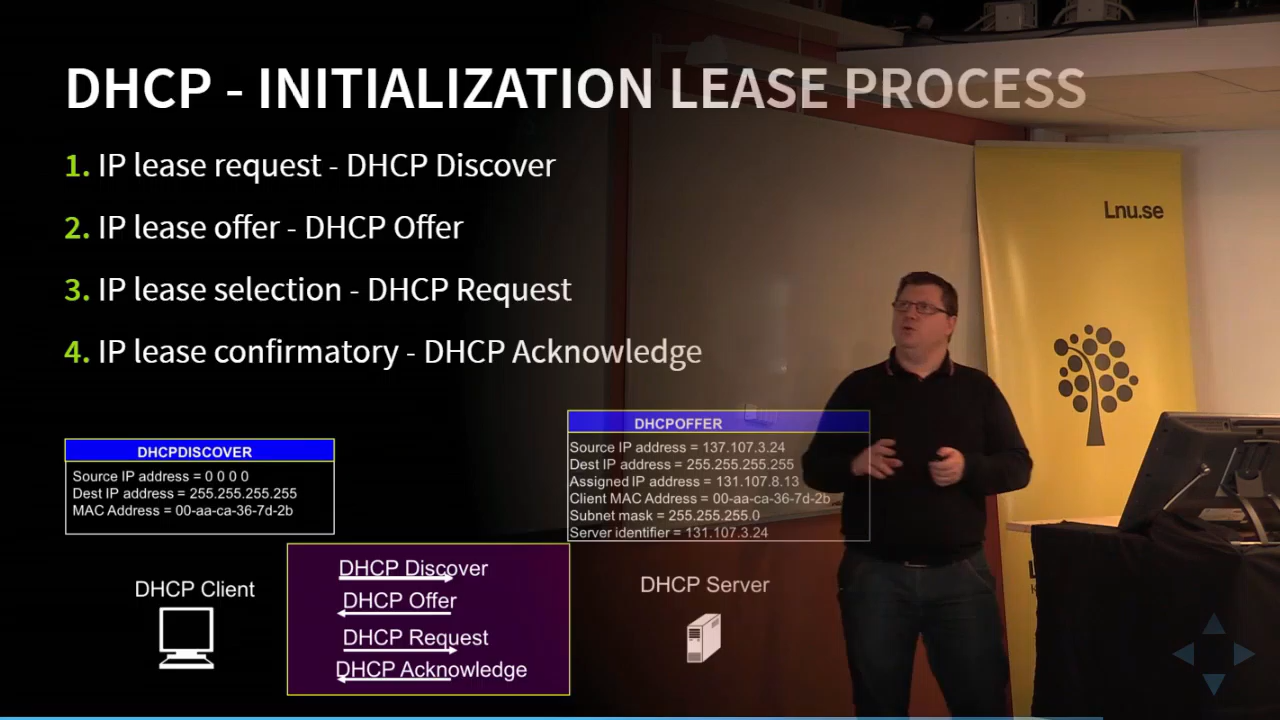 DHCP - INITIALIZATION LEASE PROCESS
1. IP lease request - DHCP Discover
2. IP lease offer - DHCP Offer
3. IP lease selection - DHCP Request
4. IP lease confirmatory - DHCP Acknowledge
Lnu.se
DHCPDISCOVER
Source IP address = 0 0 0 0
Dest IP address = 255.255.255.255
MAC Address = 00-aa-ca-36-7d-2b
DHCPOFFER
Source IP address = 137.107.3.24
Dest IP address = 255.255.255.255
Assigned IP address = 131.107.8.13
Client MAC Address = 00-aa-ca-36-7d-2b
Subnet mask = 255.255.255.0
Server identifier = 131.107.3.24
DHCP Client
DHCP Discover
DHCP Offer
DHCP Request
DHCP Acknowledge
DHCP Server